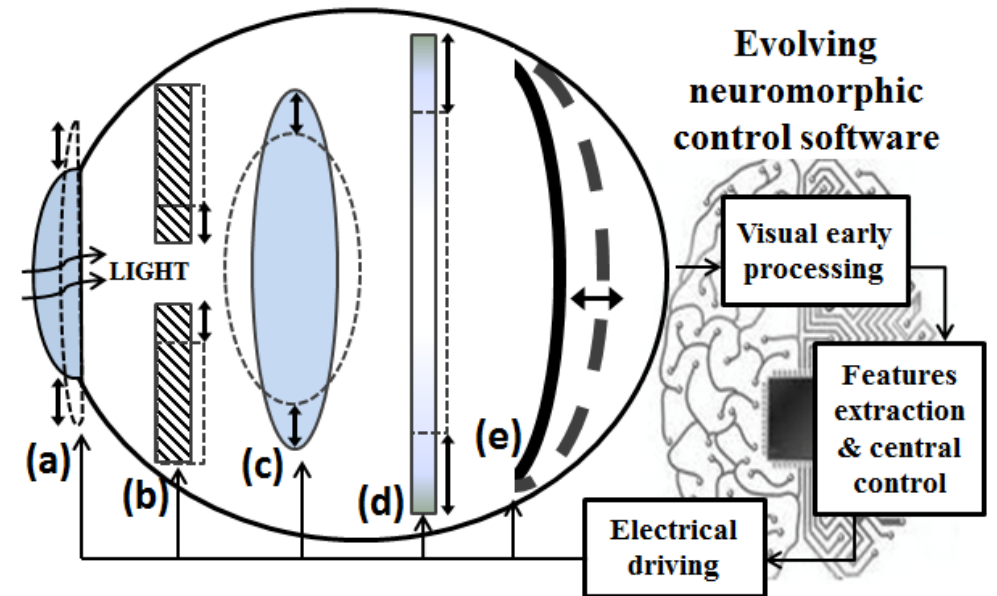 Evolving
neuromorphic
control software
LIGHT
Visual early
processing
Features
extraction
& central
control
Electrical
driving
(a)
(b)
(c)
(d)
(e)